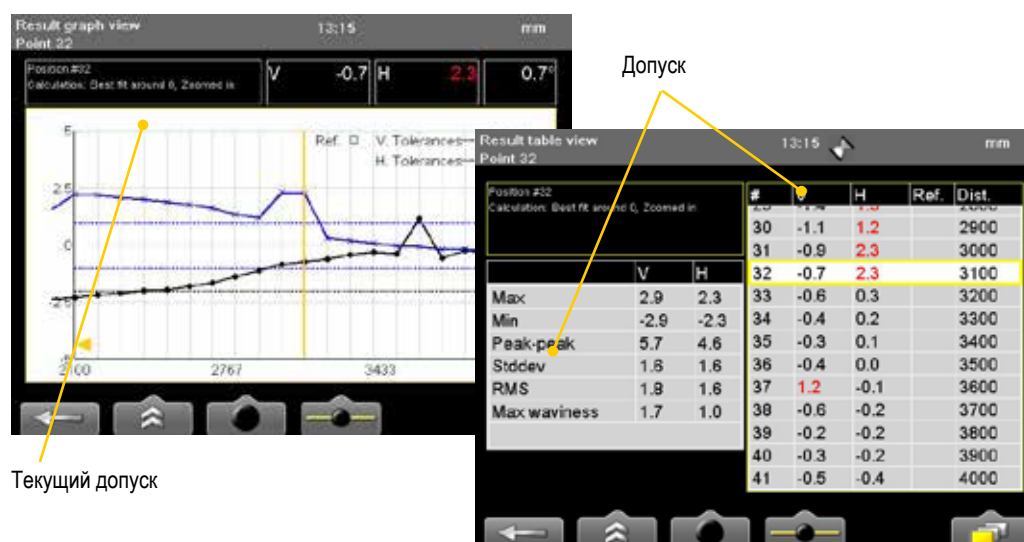 Result graph view
13:15
mm
Point 22
Position #32
Calculation: Best fit around 0, Zoomed in
V -0.7 H 2.3 0.7°
5
Ref. V. Tolerances
H. Tolerances
2.5
0
-2.5
2100 2767 3433
Текущий допуск
Допуск
Result table view
13:15
mm
Point 32
Position #32
Calculation: Best fit around 0, Zoomed in
V H
Max 2.9 2.3
Min -2.9 -2.3
Peak-peak 5.7 4.6
Stddev 1.6 1.6
RMS 1.8 1.6
Max waviness 1.7 1.0
# V H Ref. Dist.
30 -1.1 1.2 2900
31 -0.9 2.3 3000
32 -0.7 2.3 3100
33 -0.6 0.3 3200
34 -0.4 0.2 3300
35 -0.3 0.1 3400
36 -0.4 0.0 3500
37 1.2 -0.1 3600
38 -0.6 -0.2 3700
39 -0.2 -0.2 3800
40 -0.3 -0.2 3900
41 -0.5 -0.4 4000